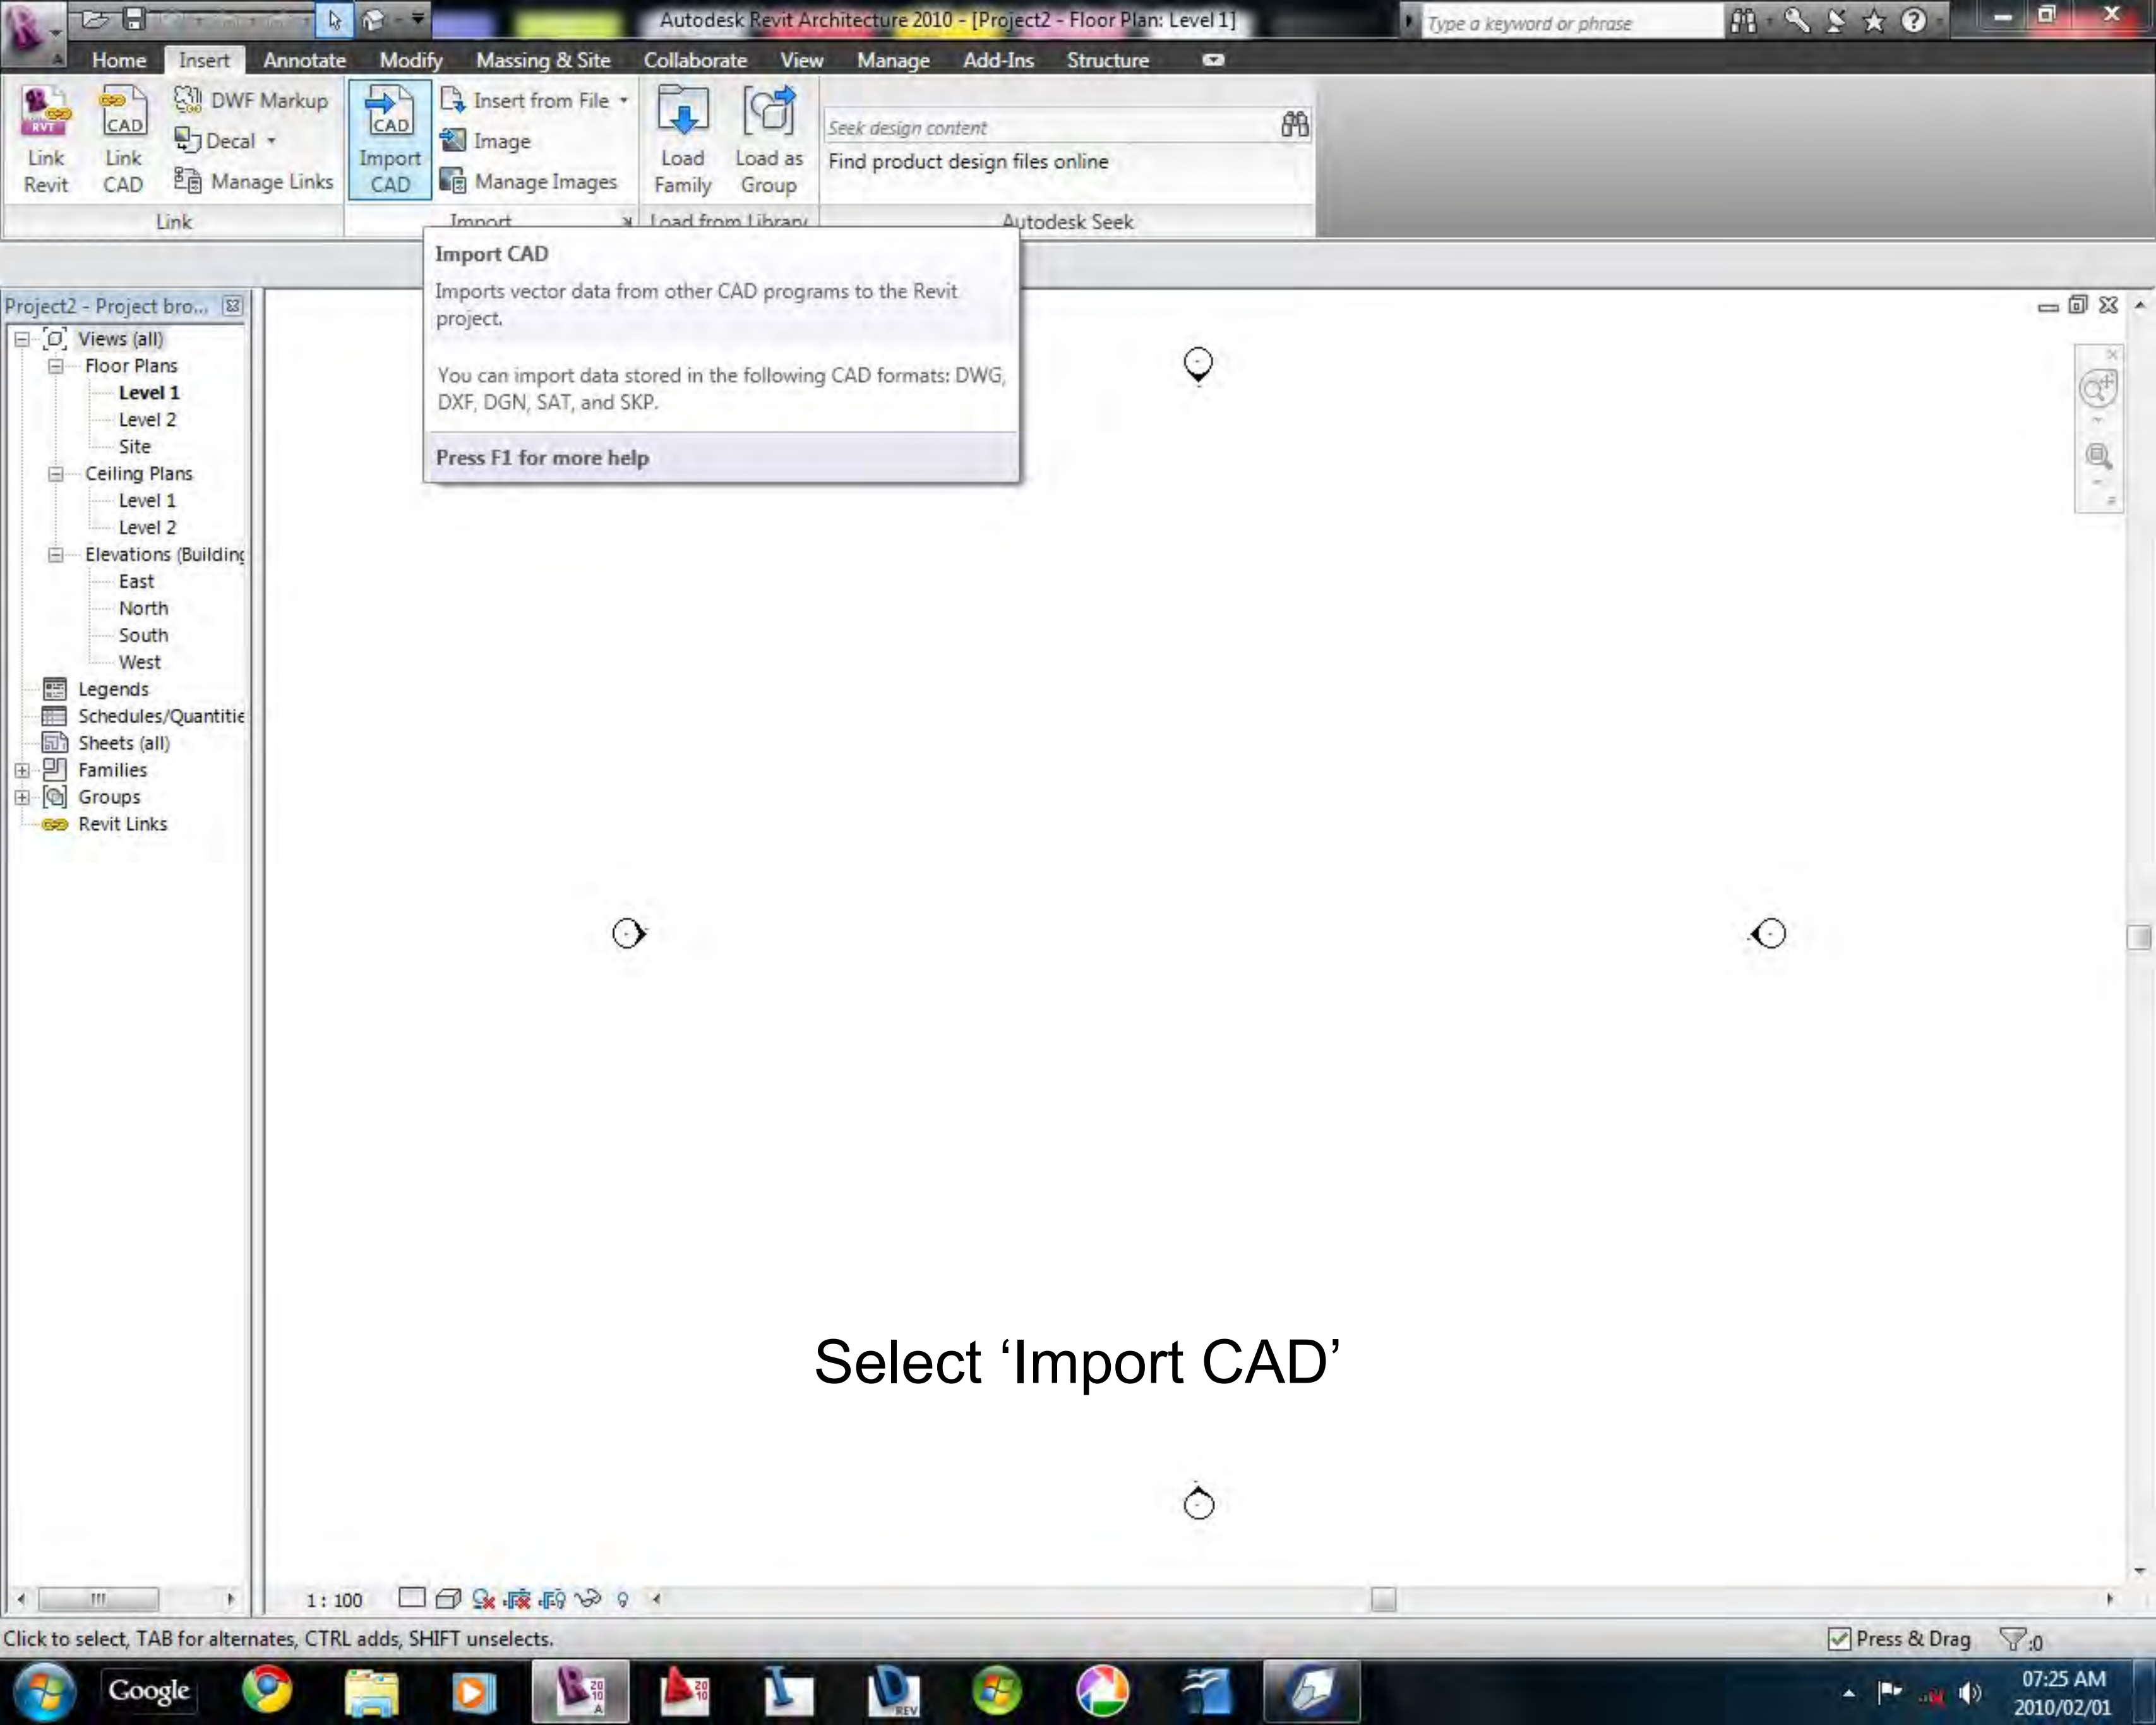 Autodesk Revit Architecture 2010 - [Project2 - Floor Plan: Level 1]
Type a keyword or phrase
Home Insert Annotate Modify Massing & Site Collaborate View Manage Add-Ins Structure
RVT
Link Revit
CAD
Link CAD
DWF Markup
Decal
Manage Links
Link
CAD
Import CAD
Insert from File
Image
Manage Images
Import
Load Family
Load as Group
Load from Library
Seek design content
Find product design files online
Autodesk Seek
Import CAD
Imports vector data from other CAD programs to the Revit
project.
You can import data stored in the following CAD formats: DWG,
DXF, DGN, SAT, and SKP.
Press F1 for more help
Project2 - Project bro...
Views (all)
Floor Plans
Level 1
Level 2
Site
Ceiling Plans
Level 1
Level 2
Elevations (Building
East
North
South
West
Legends
Schedules/Quantitie
Sheets (all)
Families
Groups
Revit Links
Select ‘Import CAD’
1 : 100
Click to select, TAB for alternates, CTRL adds, SHIFT unselects.
Press & Drag
:0
Google
2010 A
2010
REV
07:25 AM
2010/02/01